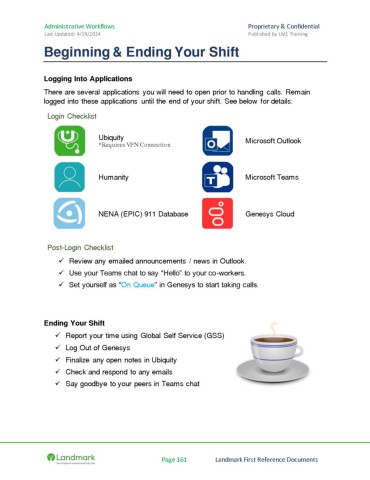 Administrative Workflows
Proprietary & Confidential
Last Updated: 4/19/2024
Published by LMS Training
Beginning & Ending Your Shift
Logging Into Applications
There are several applications you will need to open prior to handling calls. Remain
logged into these applications until the end of your shift. See below for details:
Login Checklist
Ubiquity
*Requires VPN Connection
Microsoft Outlook
Humanity
Microsoft Teams
NENA (EPIC) 911 Database
Genesys Cloud
Post-Login Checklist
✓ Review any emailed announcements / news in Outlook.
✓ Use your Teams chat to say “Hello” to your co-workers.
✓ Set yourself as “On Queue” in Genesys to start taking calls.
Ending Your Shift
✓ Report your time using Global Self Service (GSS)
✓ Log Out of Genesys
✓ Finalize any open notes in Ubiquity
✓ Check and respond to any emails
✓ Say goodbye to your peers in Teams chat
Landmark
Page 161
Landmark First Reference Documents